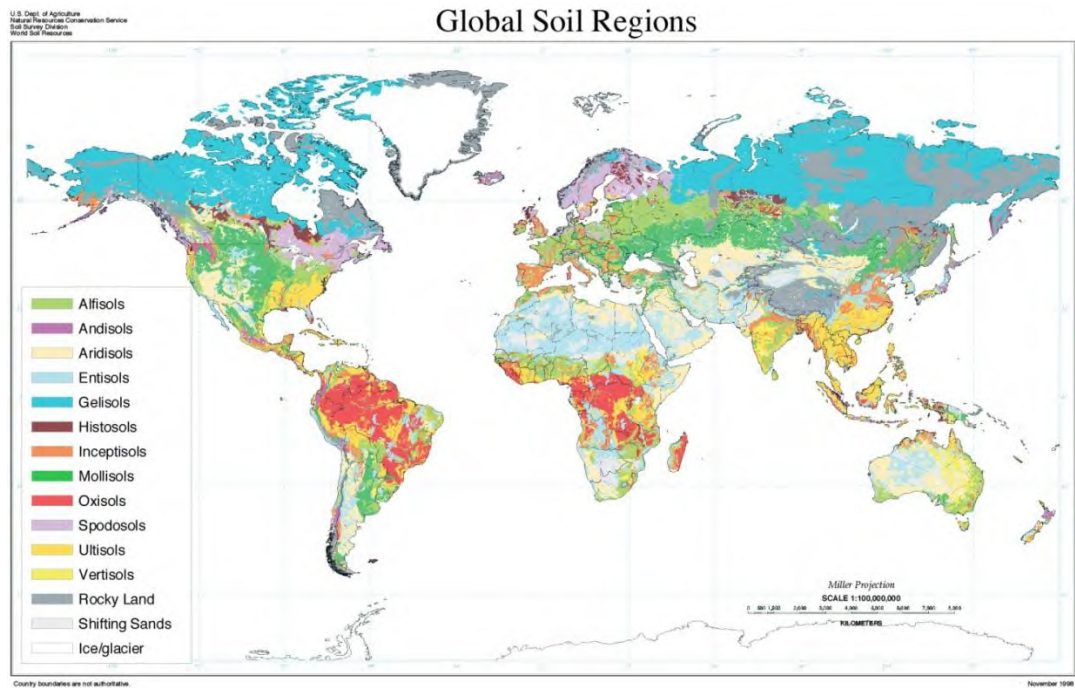 U.S. Dept. of Agriculture
Natural Resources Conservation Service
Soil Survey Division
World Soil Resources
Global Soil Regions
Alfisols
Andisols
Aridisols
Entisols
Gelisols
Histosols
Inceptisols
Mollisols
Oxisols
Spodosols
Ultisols
Vertisols
Rocky Land
Shifting Sands
Ice/glacier
Miller Projection
SCALE 1:100,000,000
KILOMETERS
Country boundaries are not authoritative.
November 1998